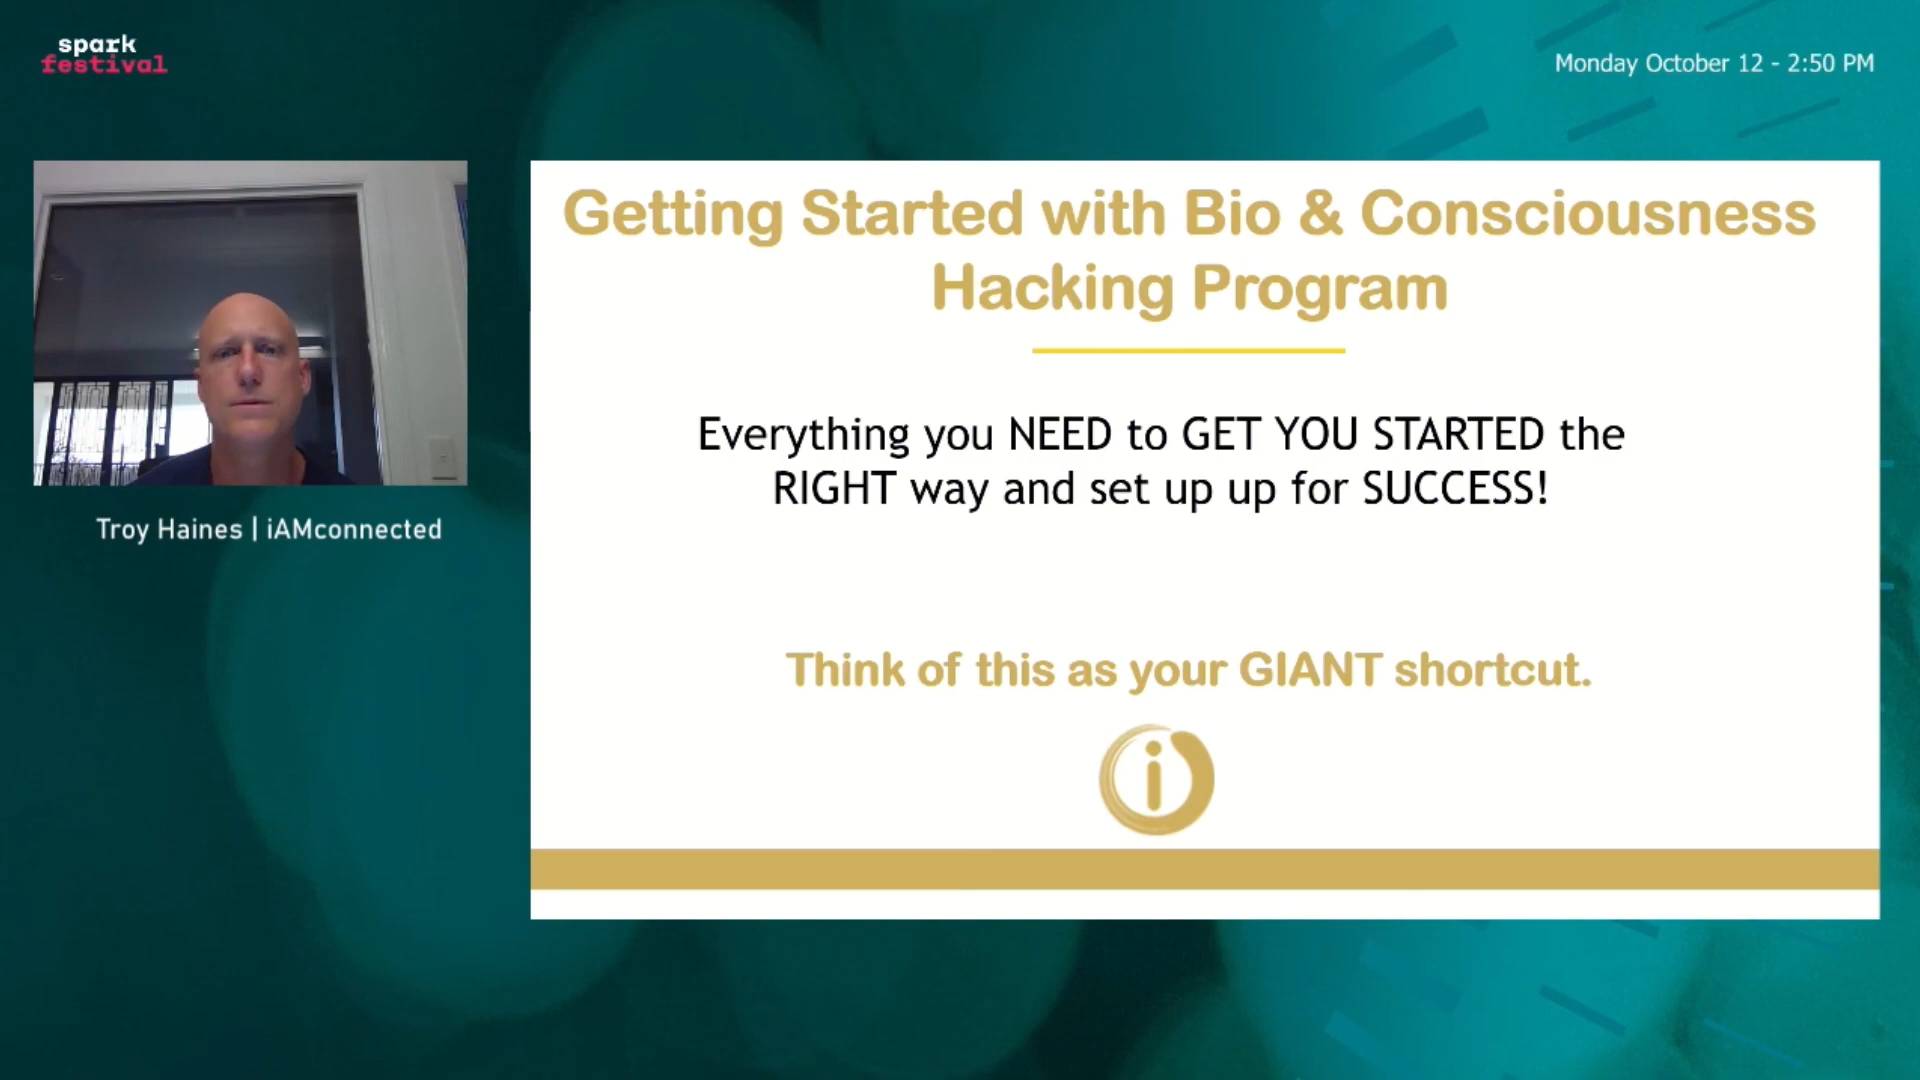 spark
festival
Monday October 12 - 2:50 PM
Troy Haines | iAMconnected
Getting Started with Bio & Consciousness
Hacking Program
Everything you NEED to GET YOU STARTED the
RIGHT way and set up up for SUCCESS!
Think of this as your GIANT shortcut.
i